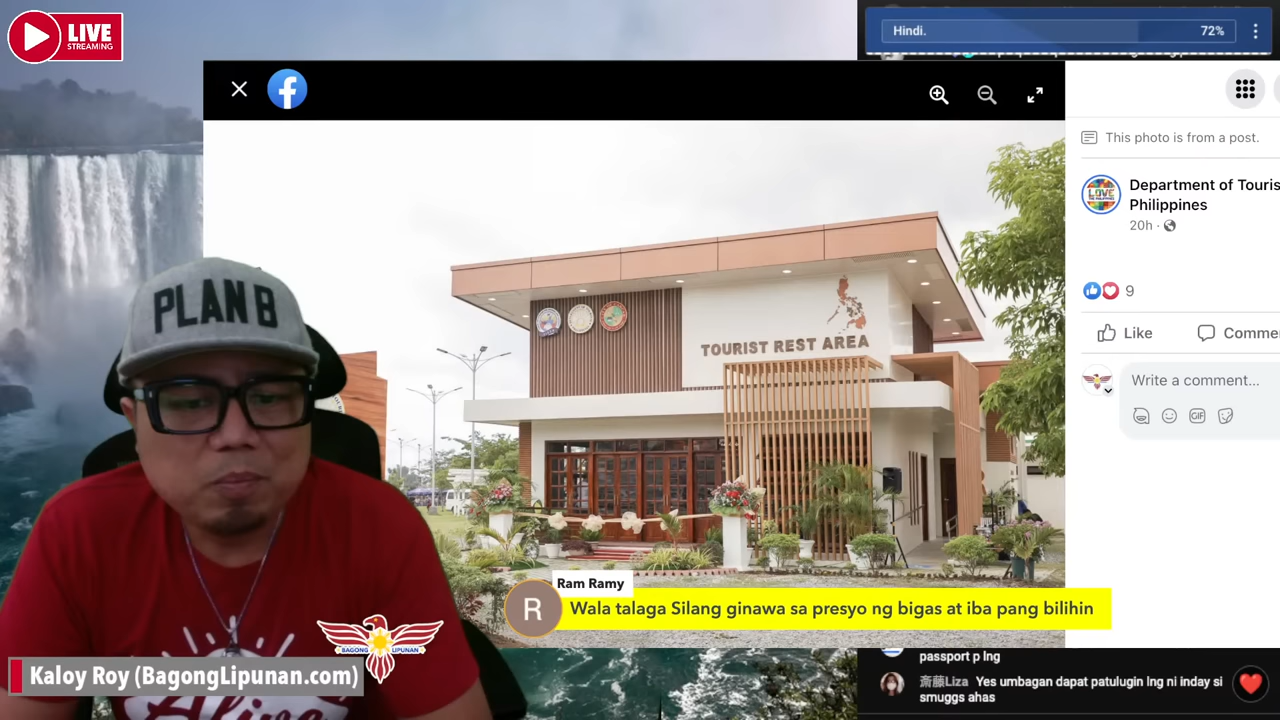 LIVE
STREAMING
Hindi.
72%
This photo is from a post.
Department of Touris
Philippines
20h ·
9
Like
Comme
Write a comment...
GIF
LOVE
TOURIST REST AREA
PLAN B
Ram Ramy
R
Wala talaga Silang ginawa sa presyo ng bigas at iba pang bilihin
BAGONG LIPUNAN
Kaloy Roy (BagongLipunan.com)
passport p lng
斎藤Liza Yes umbagan dapat patulugin lng ni inday si
smuggs ahas